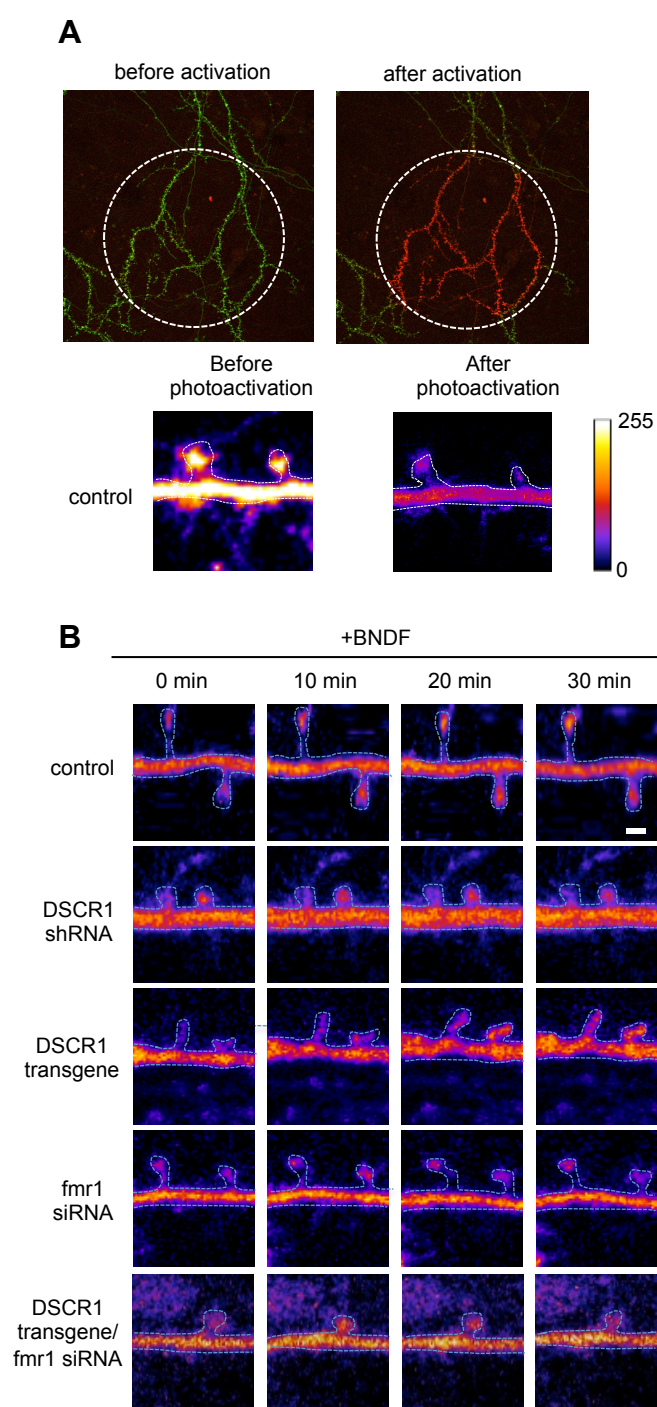 A
before activation
after activation
Before
photoactivation
After
photoactivation
control
255
0
B
+BNDF
0 min
10 min
20 min
30 min
control
DSCR1
shRNA
DSCR1
transgene
fmr1
siRNA
DSCR1
transgene/
fmr1 siRNA